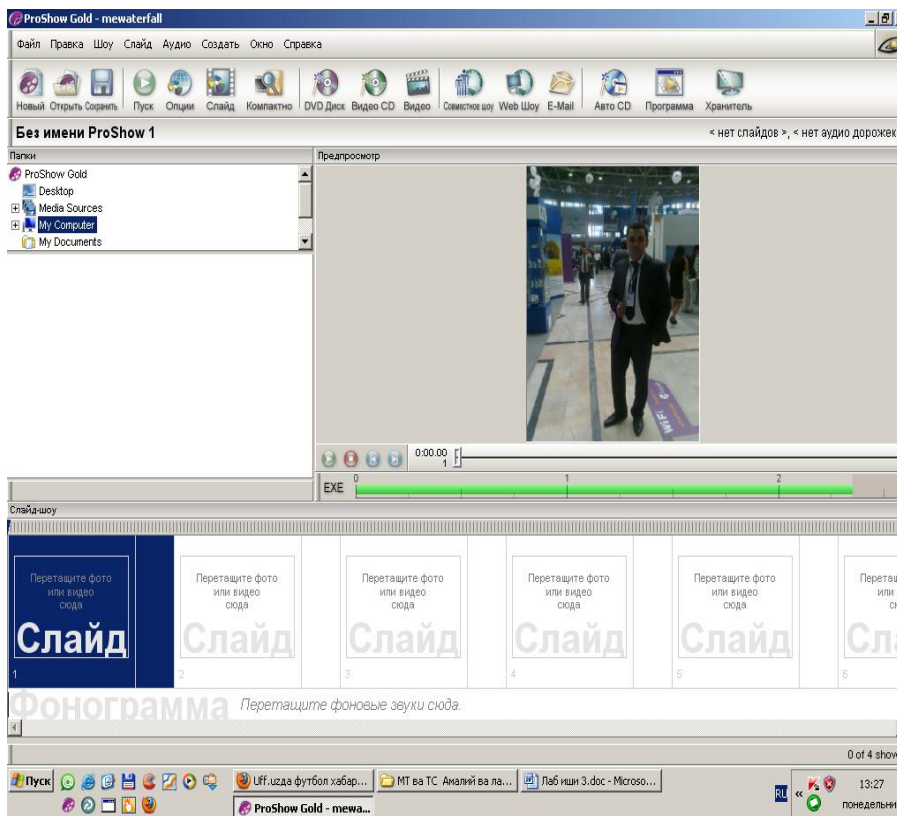 ProShow Gold - mewaterfall
Файл Правка Шоу Слайд Аудио Создать Окно Справка
Новый Открыть Сохранить Пуск Опции Слайд Компактно DVD Диск Видео CD Видео Совместное шоу Web Шоу E-Mail Авто CD Программа Хранитель
Без имени ProShow 1
< нет слайдов >, < нет аудио дорожек
Папки
Предпросмотр
ProShow Gold
Desktop
Media Sources
My Computer
My Documents
WiFi
0:00.00
1
EXE 0 1 2
Слайд-шоу
Перетащите фото Перетащите фото Перетащите фото Перетащите фото Перетащите фото
или видео или видео или видео или видео или видео или
сюда сюда сюда сюда сюда
Слайд Слайд Слайд Слайд Слайд
1 2 3 4 5 6
Фонограмма Перетащите фоновые звуки сюда.
0 of 4 show
Пуск
Uff.uzда футбол хабар...
МТ ва ТС Амалий ва ла...
Лаб иши 3.doc - Microso...
RU
13:27
ProShow Gold - mewa...
понедельни